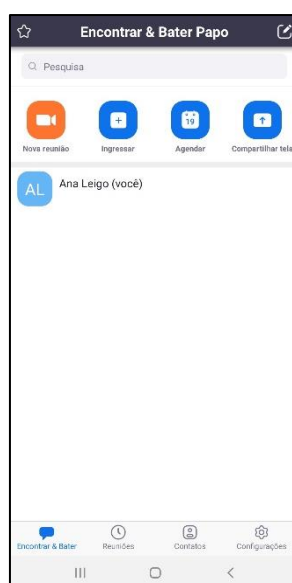 Encontrar & Bater Papo
Pesquisa
Nova reunião
Ingressar
19
Agendar
Compartilhar tela
AL
Ana Leigo (você)
Encontrar & Bater
Reuniões
Contatos
Configurações